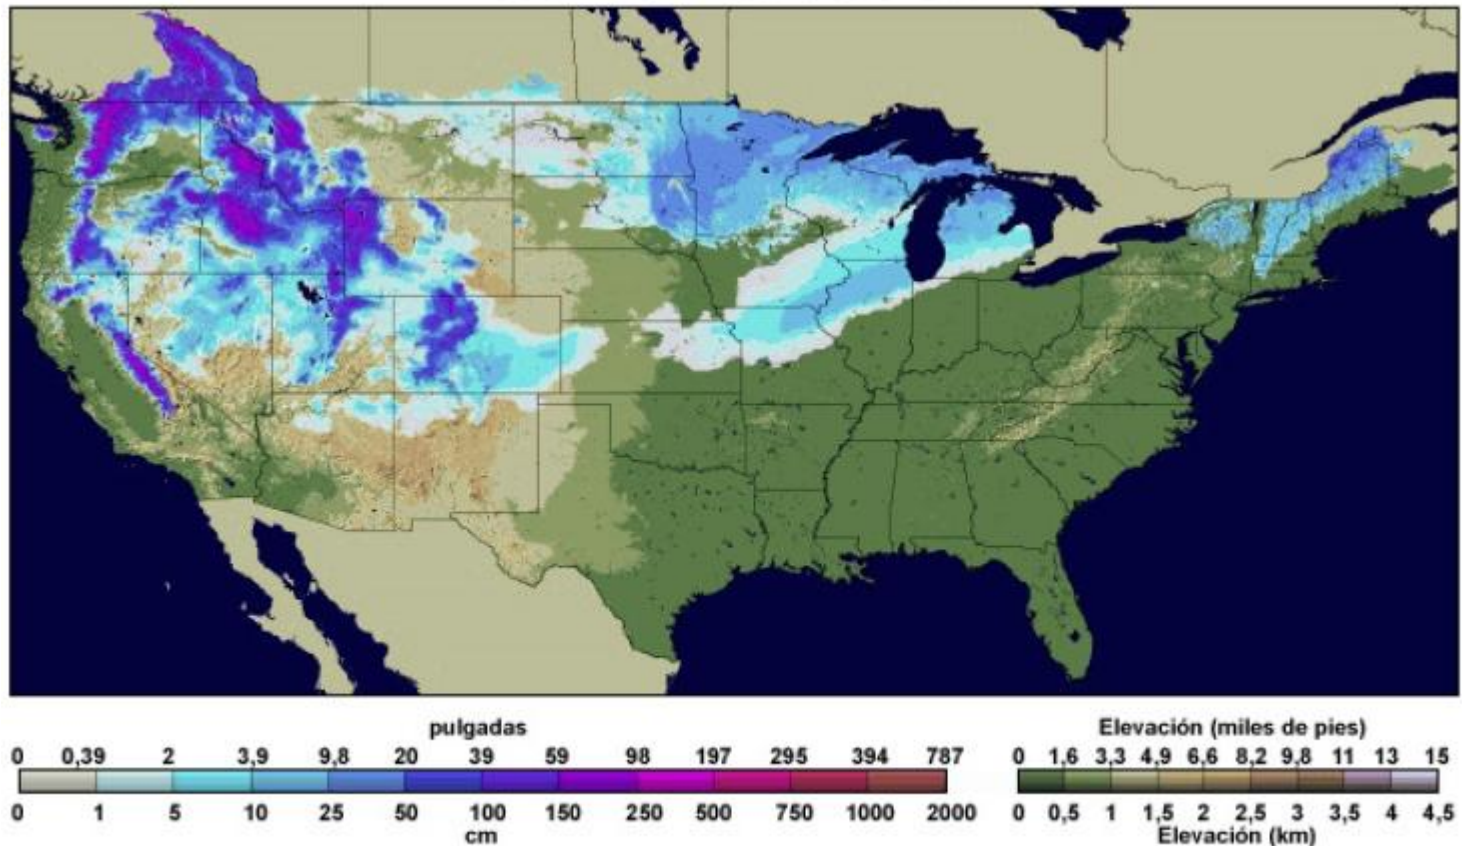 pulgadas
0 0,39 2 3,9 9,8 20 39 59 98 197 295 394 787
0 1 5 10 25 50 100 150 250 500 750 1000 2000
cm
Elevación (miles de pies)
0 1,6 3,3 4,9 6,6 8,2 9,8 11 13 15
0 0,5 1 1,5 2 2,5 3 3,5 4 4,5
Elevación (km)